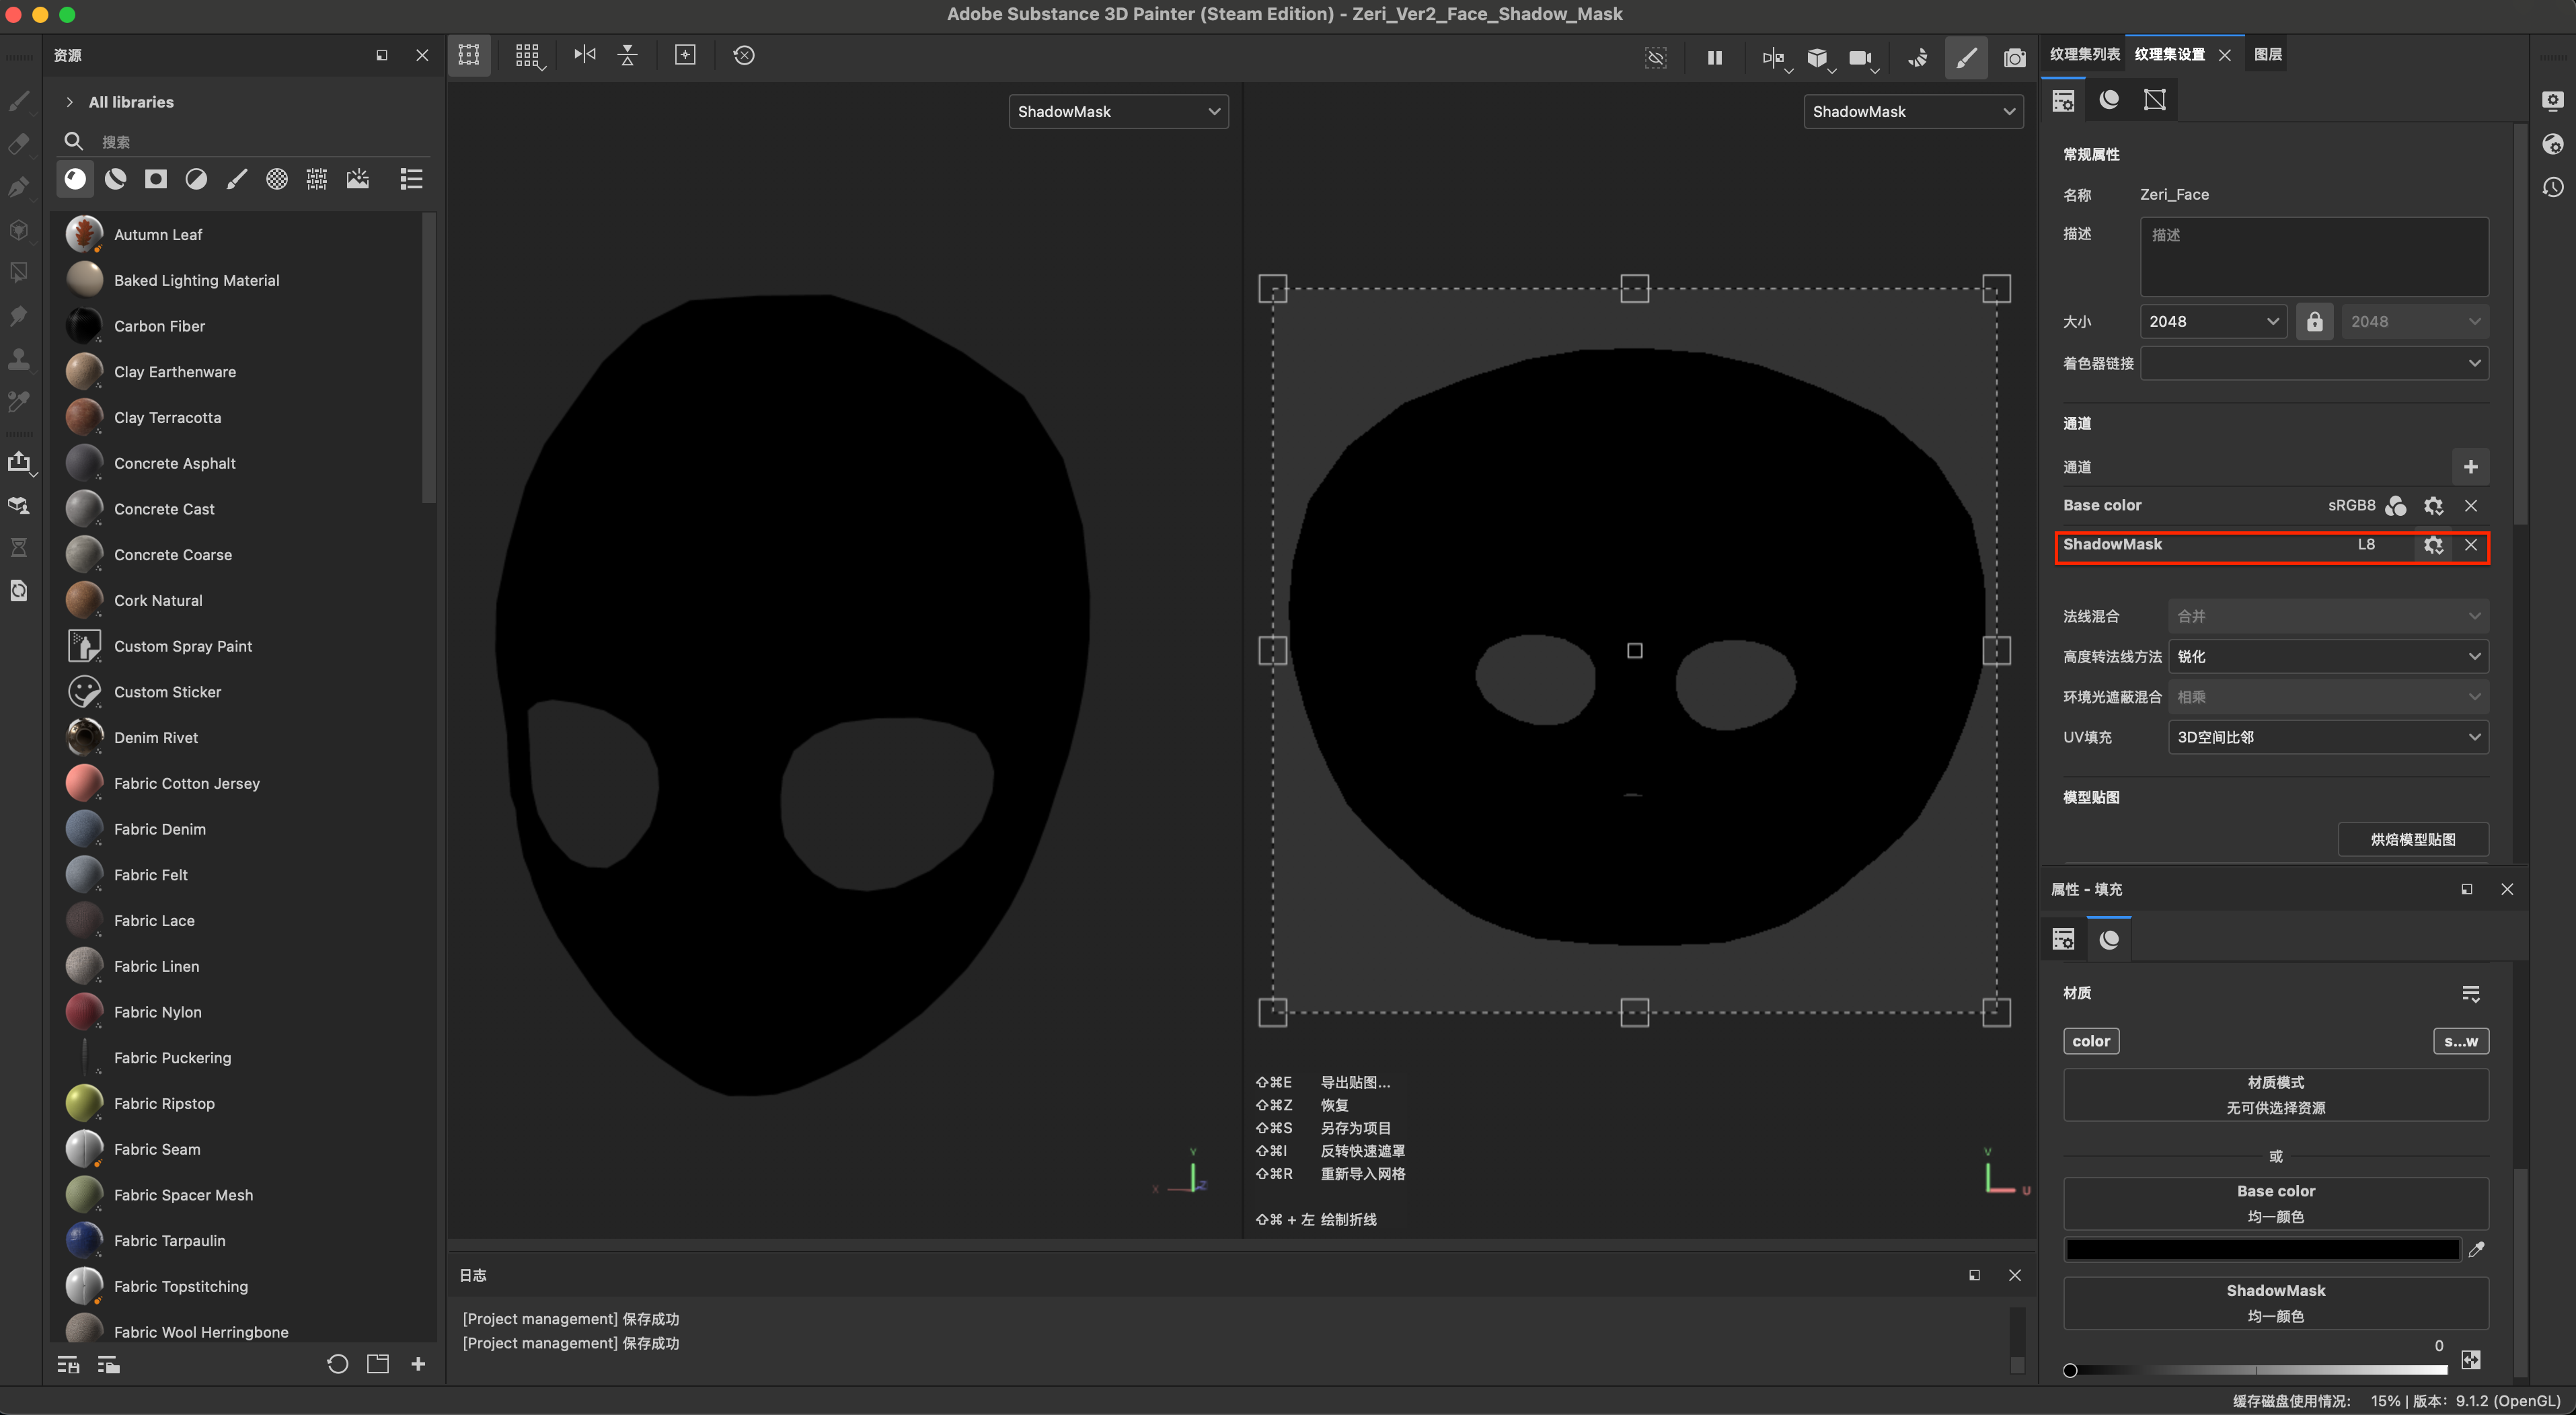 Adobe Substance 3D Painter (Steam Edition) - Zeri_Ver2_Face_Shadow_Mask
资源
All libraries
搜索
Autumn Leaf
Baked Lighting Material
Carbon Fiber
Clay Earthenware
Clay Terracotta
Concrete Asphalt
Concrete Cast
Concrete Coarse
Cork Natural
Custom Spray Paint
Custom Sticker
Denim Rivet
Fabric Cotton Jersey
Fabric Denim
Fabric Felt
Fabric Lace
Fabric Linen
Fabric Nylon
Fabric Puckering
Fabric Ripstop
Fabric Seam
Fabric Spacer Mesh
Fabric Tarpaulin
Fabric Topstitching
Fabric Wool Herringbone
ShadowMask
ShadowMask
Y
X
Z
V
U
⇧⌘E 导出贴图...
⇧⌘Z 恢复
⇧⌘S 另存为项目
⇧⌘I 反转快速遮罩
⇧⌘R 重新导入网格
⇧⌘ + 左 绘制折线
日志
[Project management] 保存成功
[Project management] 保存成功
纹理集列表 纹理集设置 图层
常规属性
名称 Zeri_Face
描述 描述
大小 2048 2048
着色器链接
通道
通道
Base color sRGB8
ShadowMask L8
法线混合 合并
高度转法线方法 锐化
环境光遮蔽混合 相乘
UV填充 3D空间比邻
模型贴图
烘焙模型贴图
属性 - 填充
材质
color s...w
材质模式
无可供选择资源
或
Base color
均一颜色
ShadowMask
均一颜色
0
缓存磁盘使用情况: 15% | 版本: 9.1.2 (OpenGL)